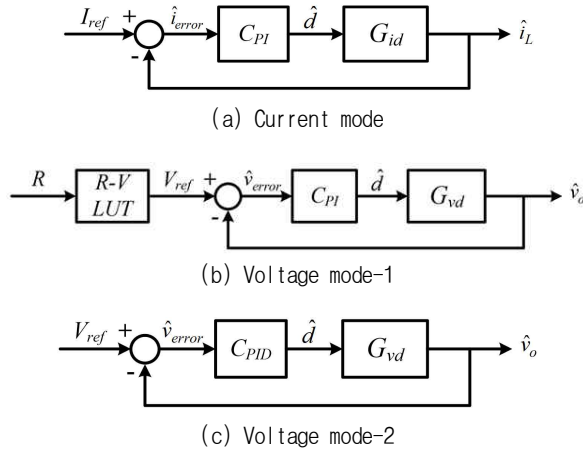 I_ref + î_error C_PI d̂ G_id î_L
-
(a) Current mode
R R-V LUT V_ref + v̂_error C_PI d̂ G_vd v̂_o
-
(b) Voltage mode-1
V_ref + v̂_error C_PID d̂ G_vd v̂_o
-
(c) Voltage mode-2